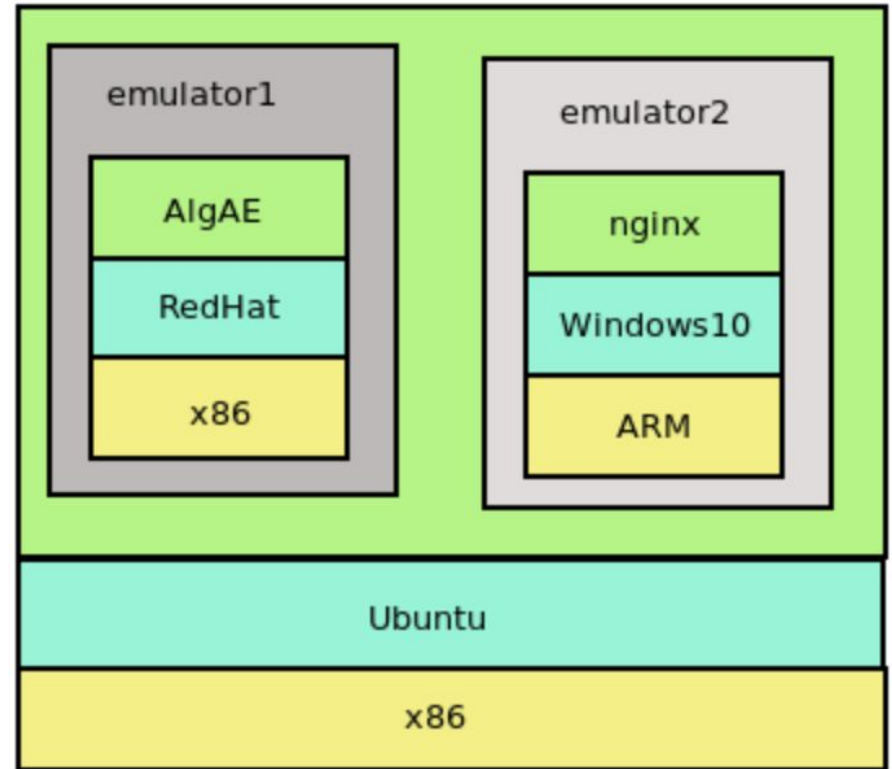 emulator1
AlgAE
RedHat
x86
emulator2
nginx
Windows10
ARM
Ubuntu
x86